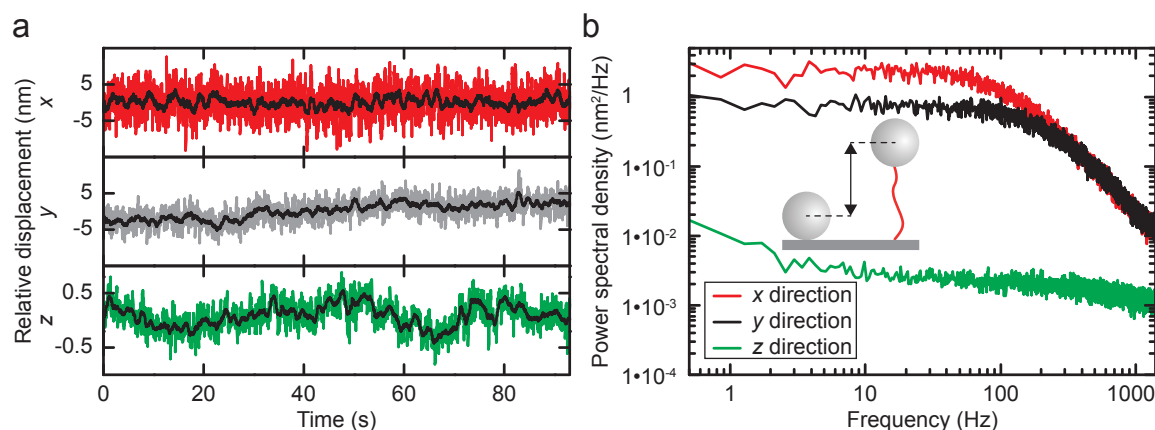 a
Relative displacement (nm)
x
5
-5
y
5
-5
z
0.5
-0.5
0 20 40 60 80
Time (s)
b
Power spectral density (nm²/Hz)
1
1•10⁻¹
1•10⁻²
1•10⁻³
1•10⁻⁴
x direction
y direction
z direction
1 10 100 1000
Frequency (Hz)